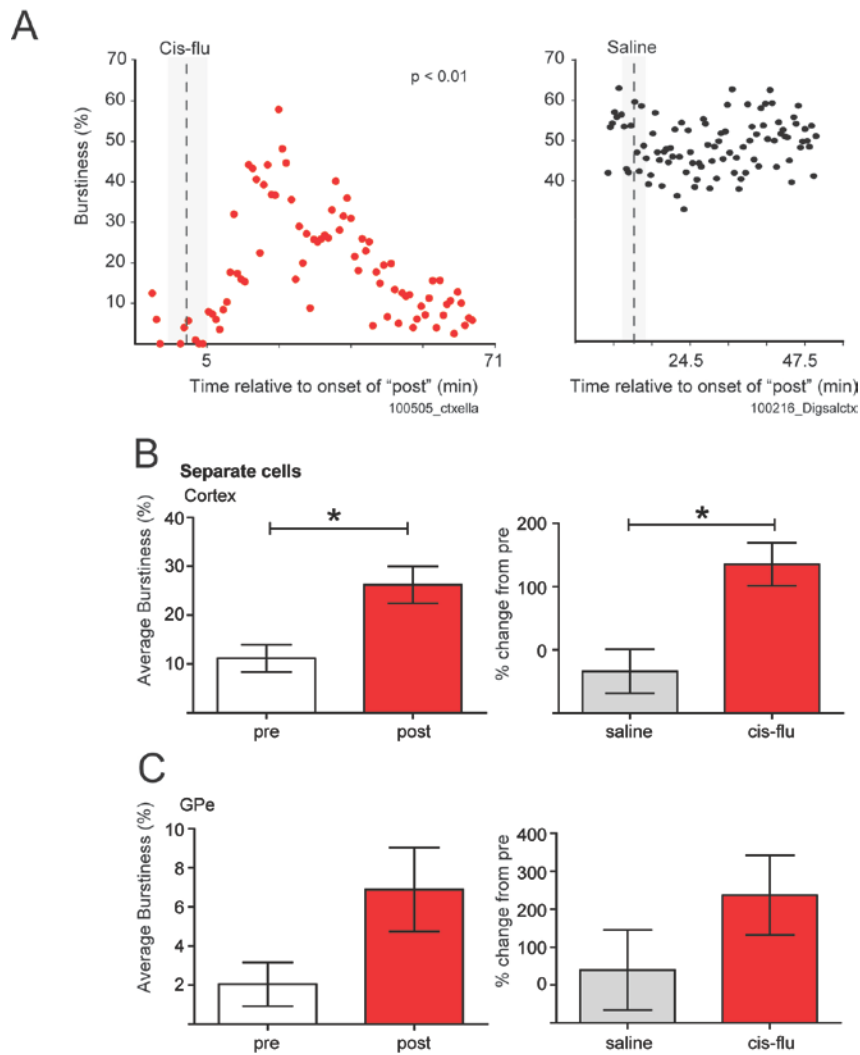 A
Cis-flu
p < 0.01
Burstiness (%)
70
60
50
40
30
20
10
5
71
Time relative to onset of “post” (min)
100505_ctxella
Saline
70
60
50
40
24.5
47.5
Time relative to onset of “post” (min)
100216_Digsalctx
B
Separate cells
Cortex
Average Burstiness (%)
40
30
20
10
*
pre
post
% change from pre
200
100
0
*
saline
cis-flu
C
GPe
Average Burstiness (%)
10
8
6
4
2
pre
post
% change from pre
400
300
200
100
0
saline
cis-flu